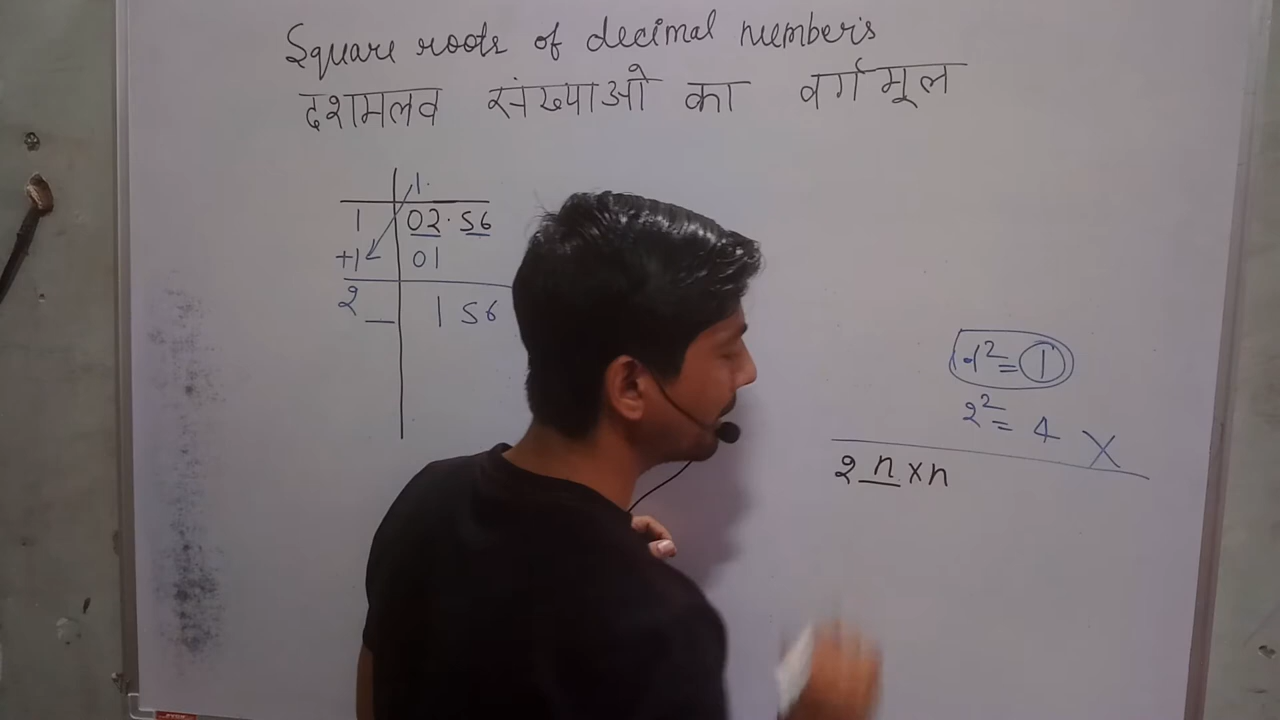 Square roots of decimal numbers
दशमलव संख्याओ का वर्गमूल
1.
1 02.56
+1 01
2_ 156
1² = 1
2² = 4 X
2 n × n